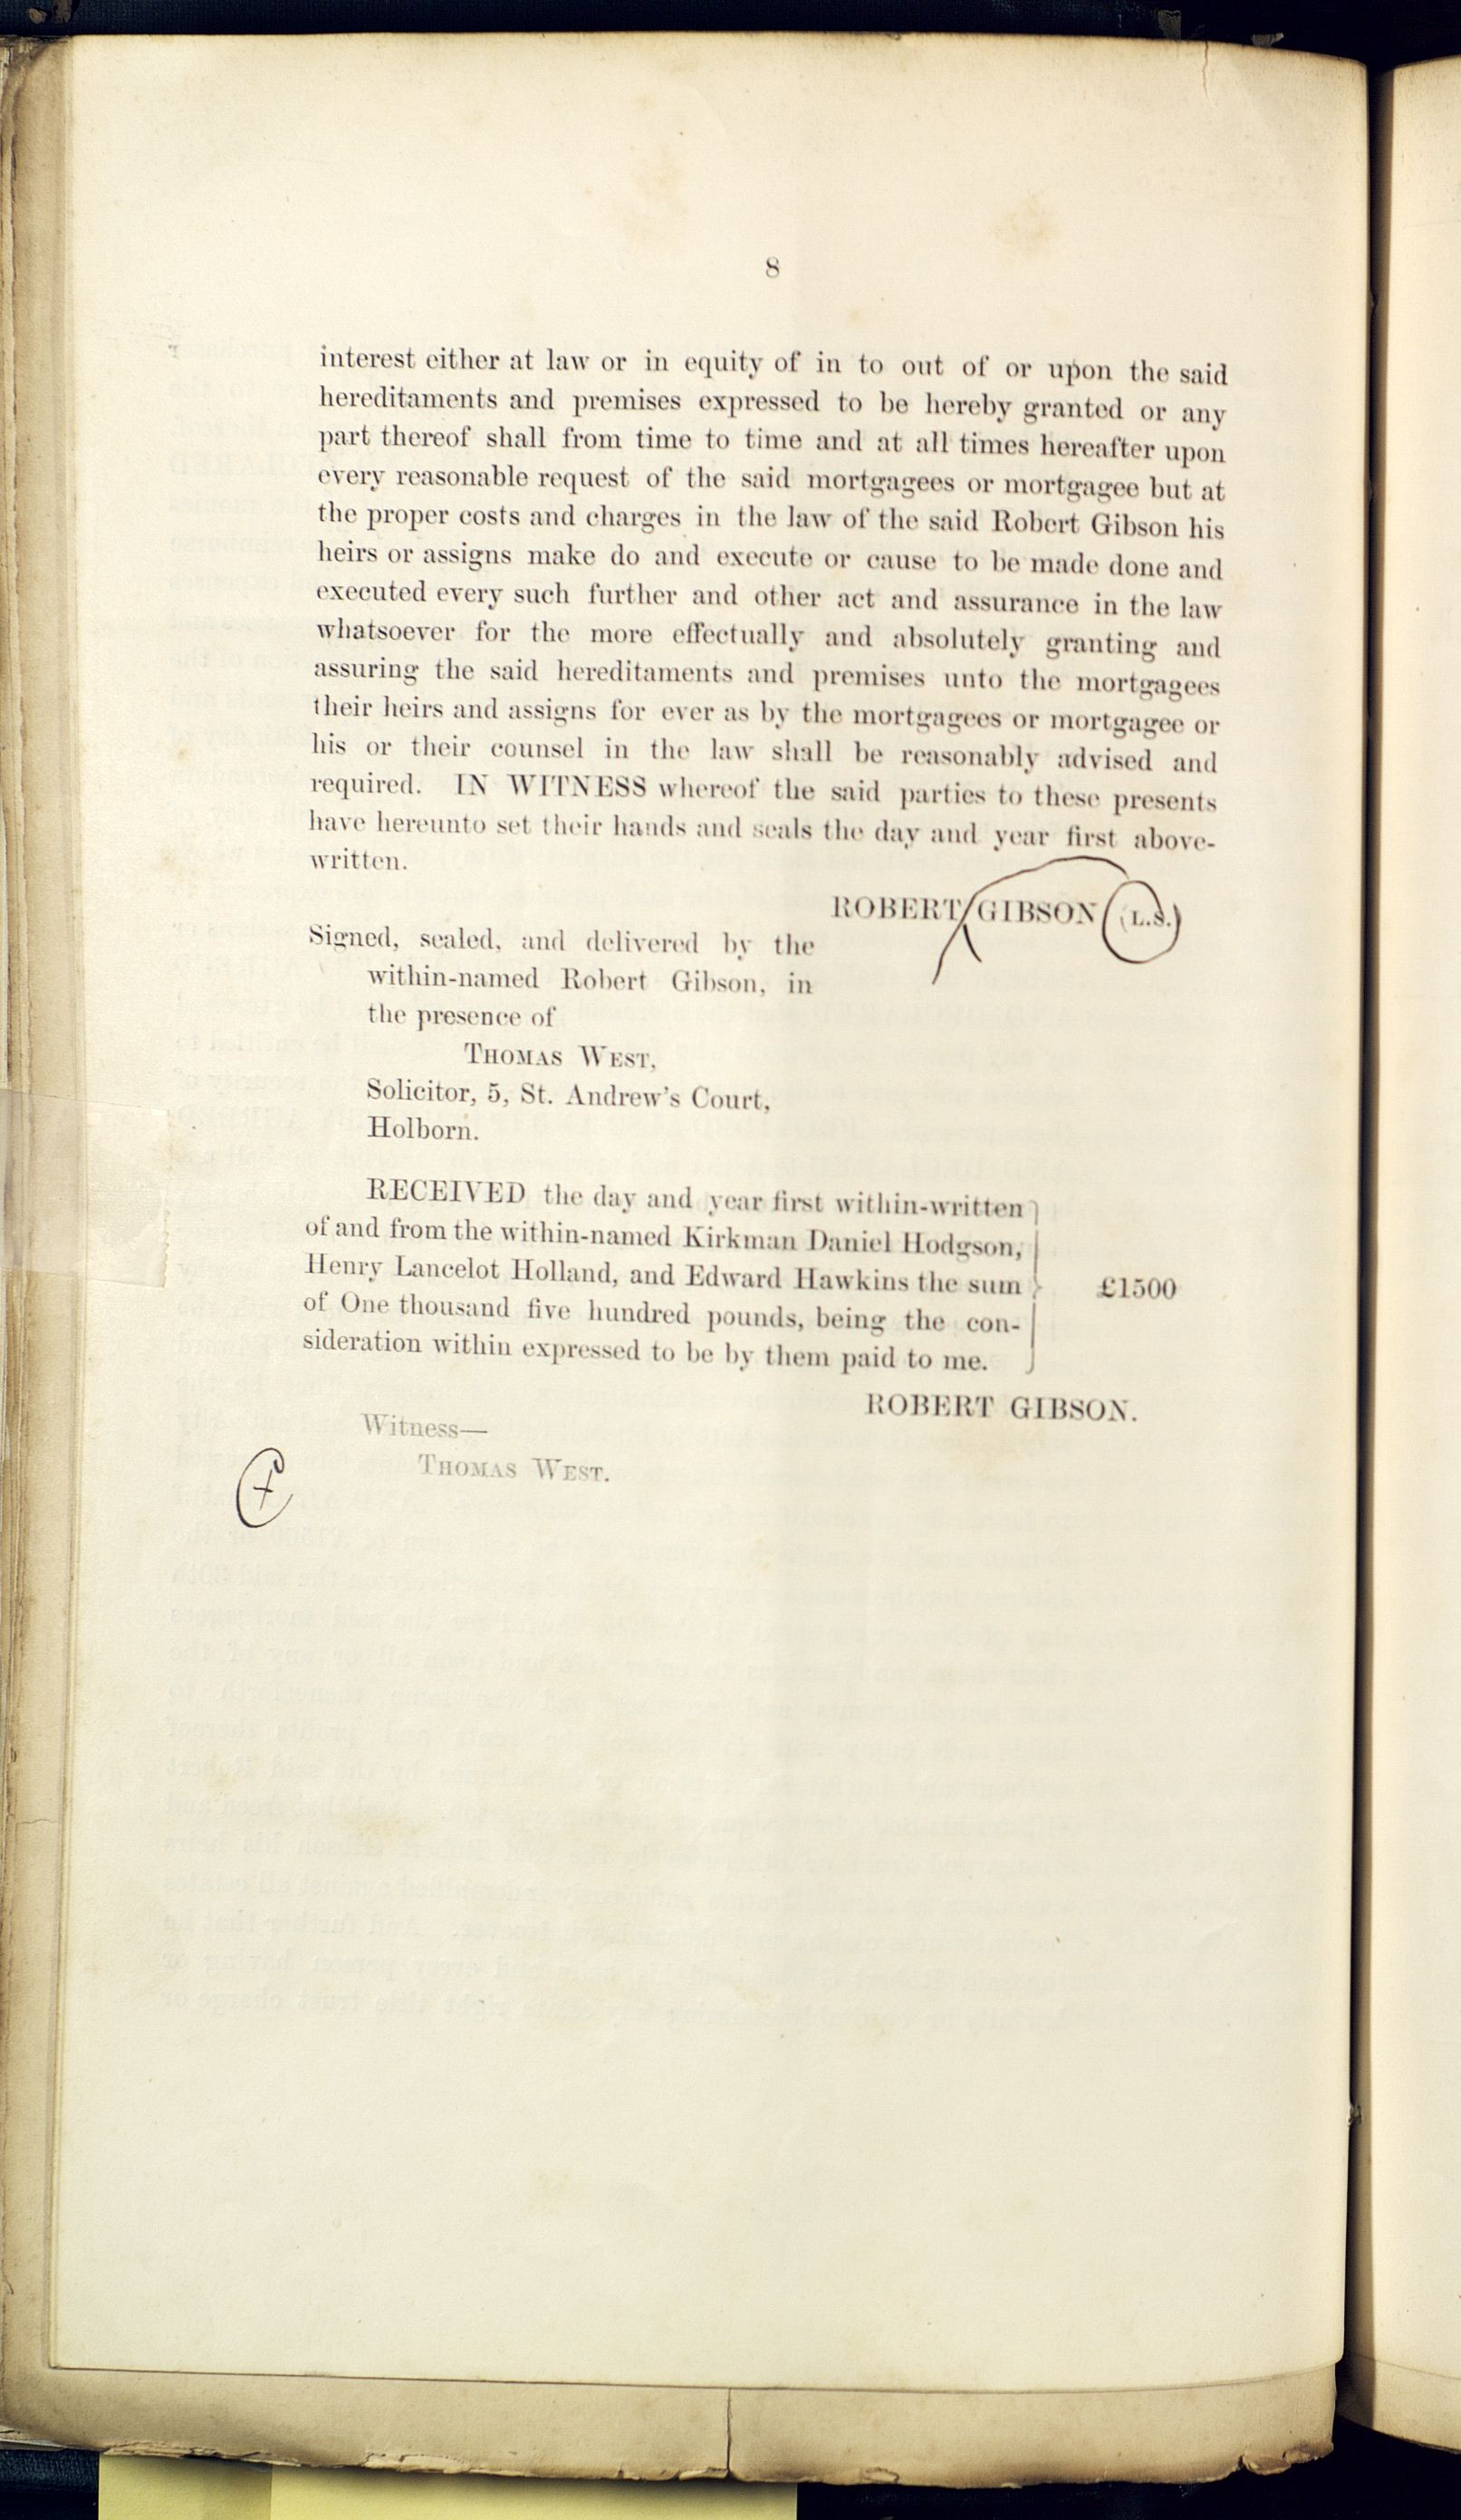 8
interest either at law or in equity of in to out of or upon the said
hereditaments and premises expressed to be hereby granted or any
part thereof shall from time to time and at all times hereafter upon
every reasonable request of the said mortgagees or mortgagee but at
the proper costs and charges in the law of the said Robert Gibson his
heirs or assigns make do and execute or cause to be made done and
executed every such further and other act and assurance in the law
whatsoever for the more effectually and absolutely granting and
assuring the said hereditaments and premises unto the mortgagees
their heirs and assigns for ever as by the mortgagees or mortgagee or
his or their counsel in the law shall be reasonably advised and
required. IN WITNESS whereof the said parties to these presents
have hereunto set their hands and seals the day and year first above-
written.
ROBERT GIBSON (L.S.)
Signed, sealed, and delivered by the
within-named Robert Gibson, in
the presence of
THOMAS WEST,
Solicitor, 5, St. Andrew's Court,
Holborn.
RECEIVED the day and year first within-written
of and from the within-named Kirkman Daniel Hodgson,
Henry Lancelot Holland, and Edward Hawkins the sum
of One thousand five hundred pounds, being the con-
sideration within expressed to be by them paid to me.
£1500
ROBERT GIBSON.
Witness—
THOMAS WEST.